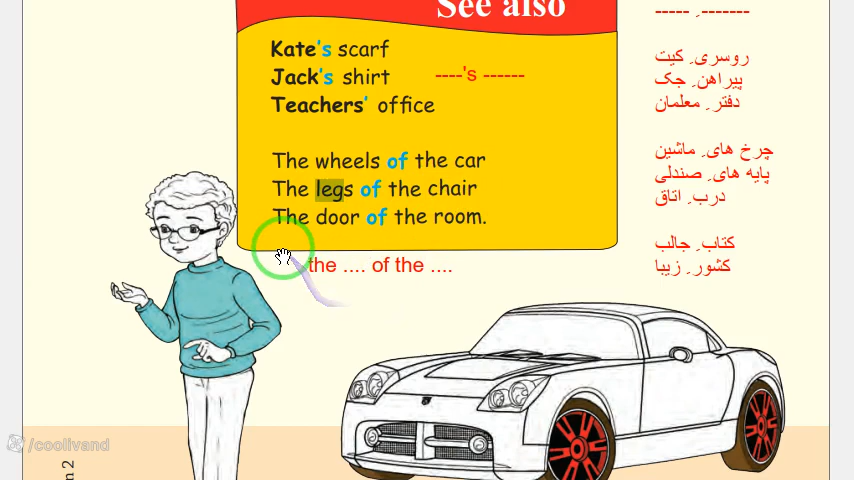 See also
Kate's scarf
Jack's shirt
----'s ------
Teachers' office
The wheels of the car
The legs of the chair
The door of the room.
the .... of the ....
-------ِ -----
روسریِ کیت
پیراهنِ جک
دفترِ معلمان
چرخ هایِ ماشین
پایه هایِ صندلی
دربِ اتاق
کتابِ جالب
کشورِ زیبا
/coolivand
n 2